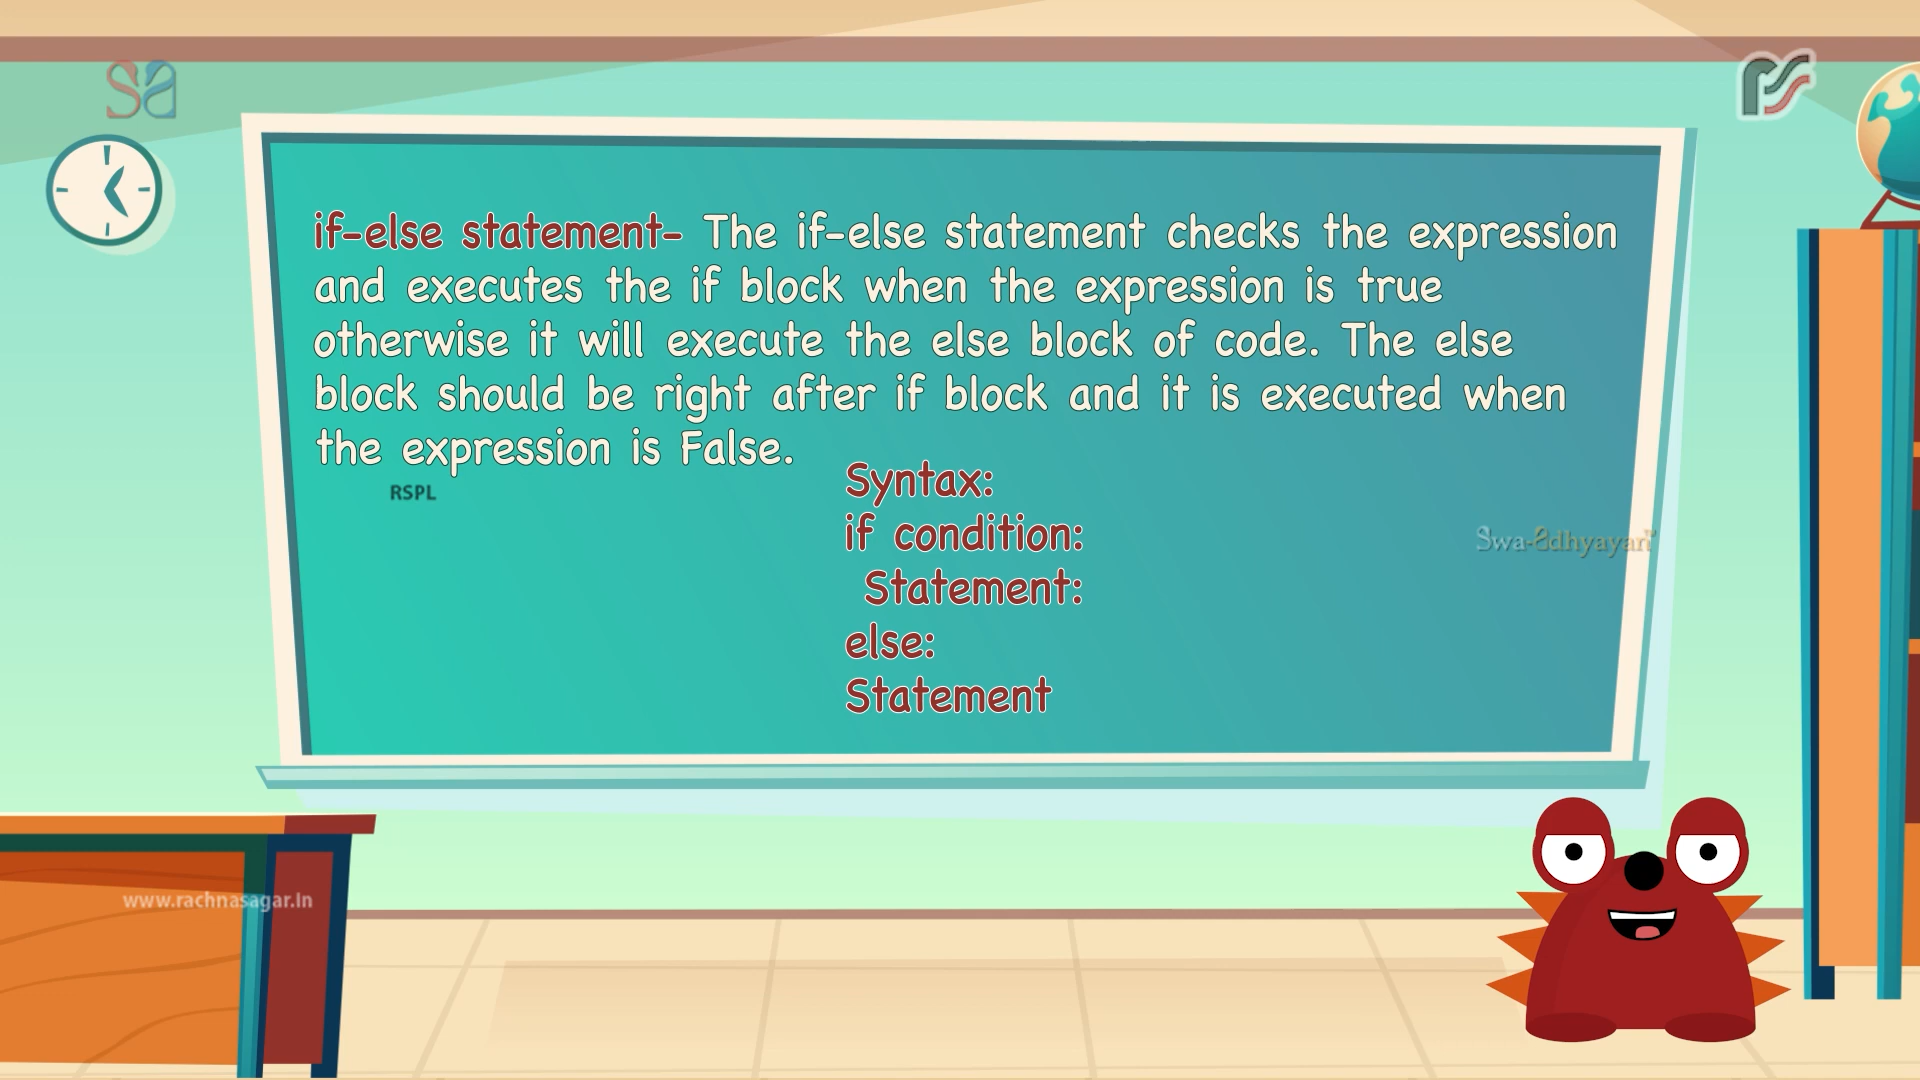 sa
rs
if-else statement- The if-else statement checks the expression
and executes the if block when the expression is true
otherwise it will execute the else block of code. The else
block should be right after if block and it is executed when
the expression is False.
Syntax:
RSPL
if condition:
Swa-adhyayan
Statement:
else:
Statement
www.rachnasagar.in